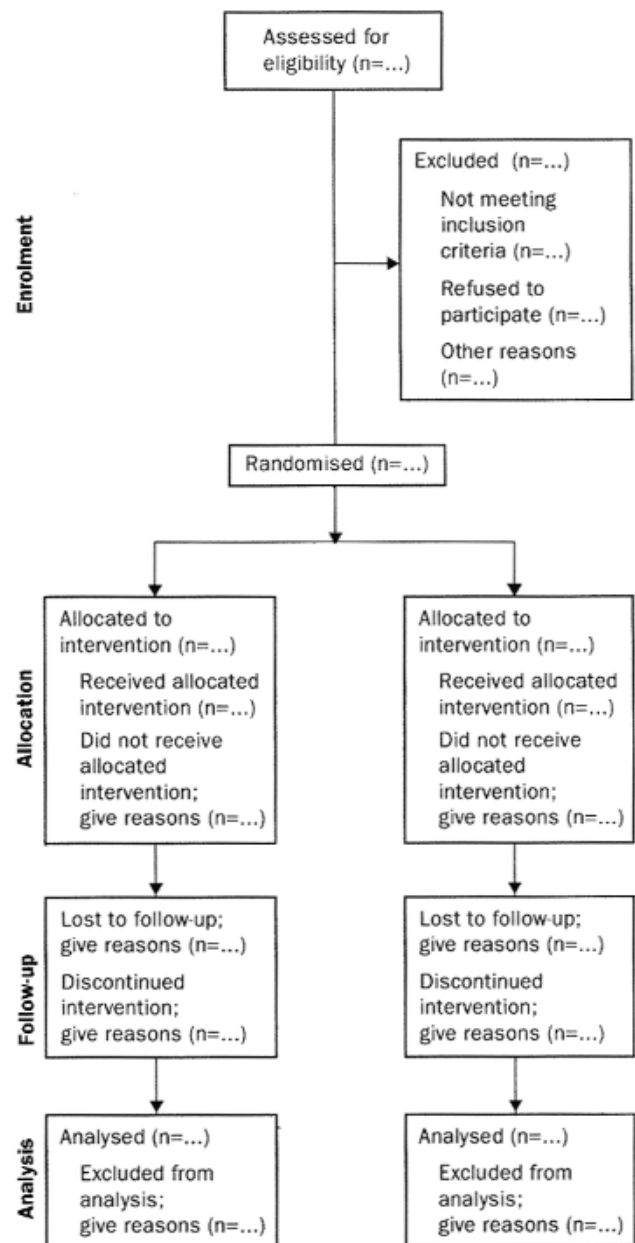 Assessed for
eligibility (n=...)
Enrolment
Excluded (n=...)
Not meeting
inclusion
criteria (n=...)
Refused to
participate (n=...)
Other reasons
(n=...)
Randomised (n=...)
Allocation
Allocated to
intervention (n=...)
Received allocated
intervention (n=...)
Did not receive
allocated
intervention;
give reasons (n=...)
Allocated to
intervention (n=...)
Received allocated
intervention (n=...)
Did not receive
allocated
intervention;
give reasons (n=...)
Follow-up
Lost to follow-up;
give reasons (n=...)
Discontinued
intervention;
give reasons (n=...)
Lost to follow-up;
give reasons (n=...)
Discontinued
intervention;
give reasons (n=...)
Analysis
Analysed (n=...)
Excluded from
analysis;
give reasons (n=...)
Analysed (n=...)
Excluded from
analysis;
give reasons (n=...)